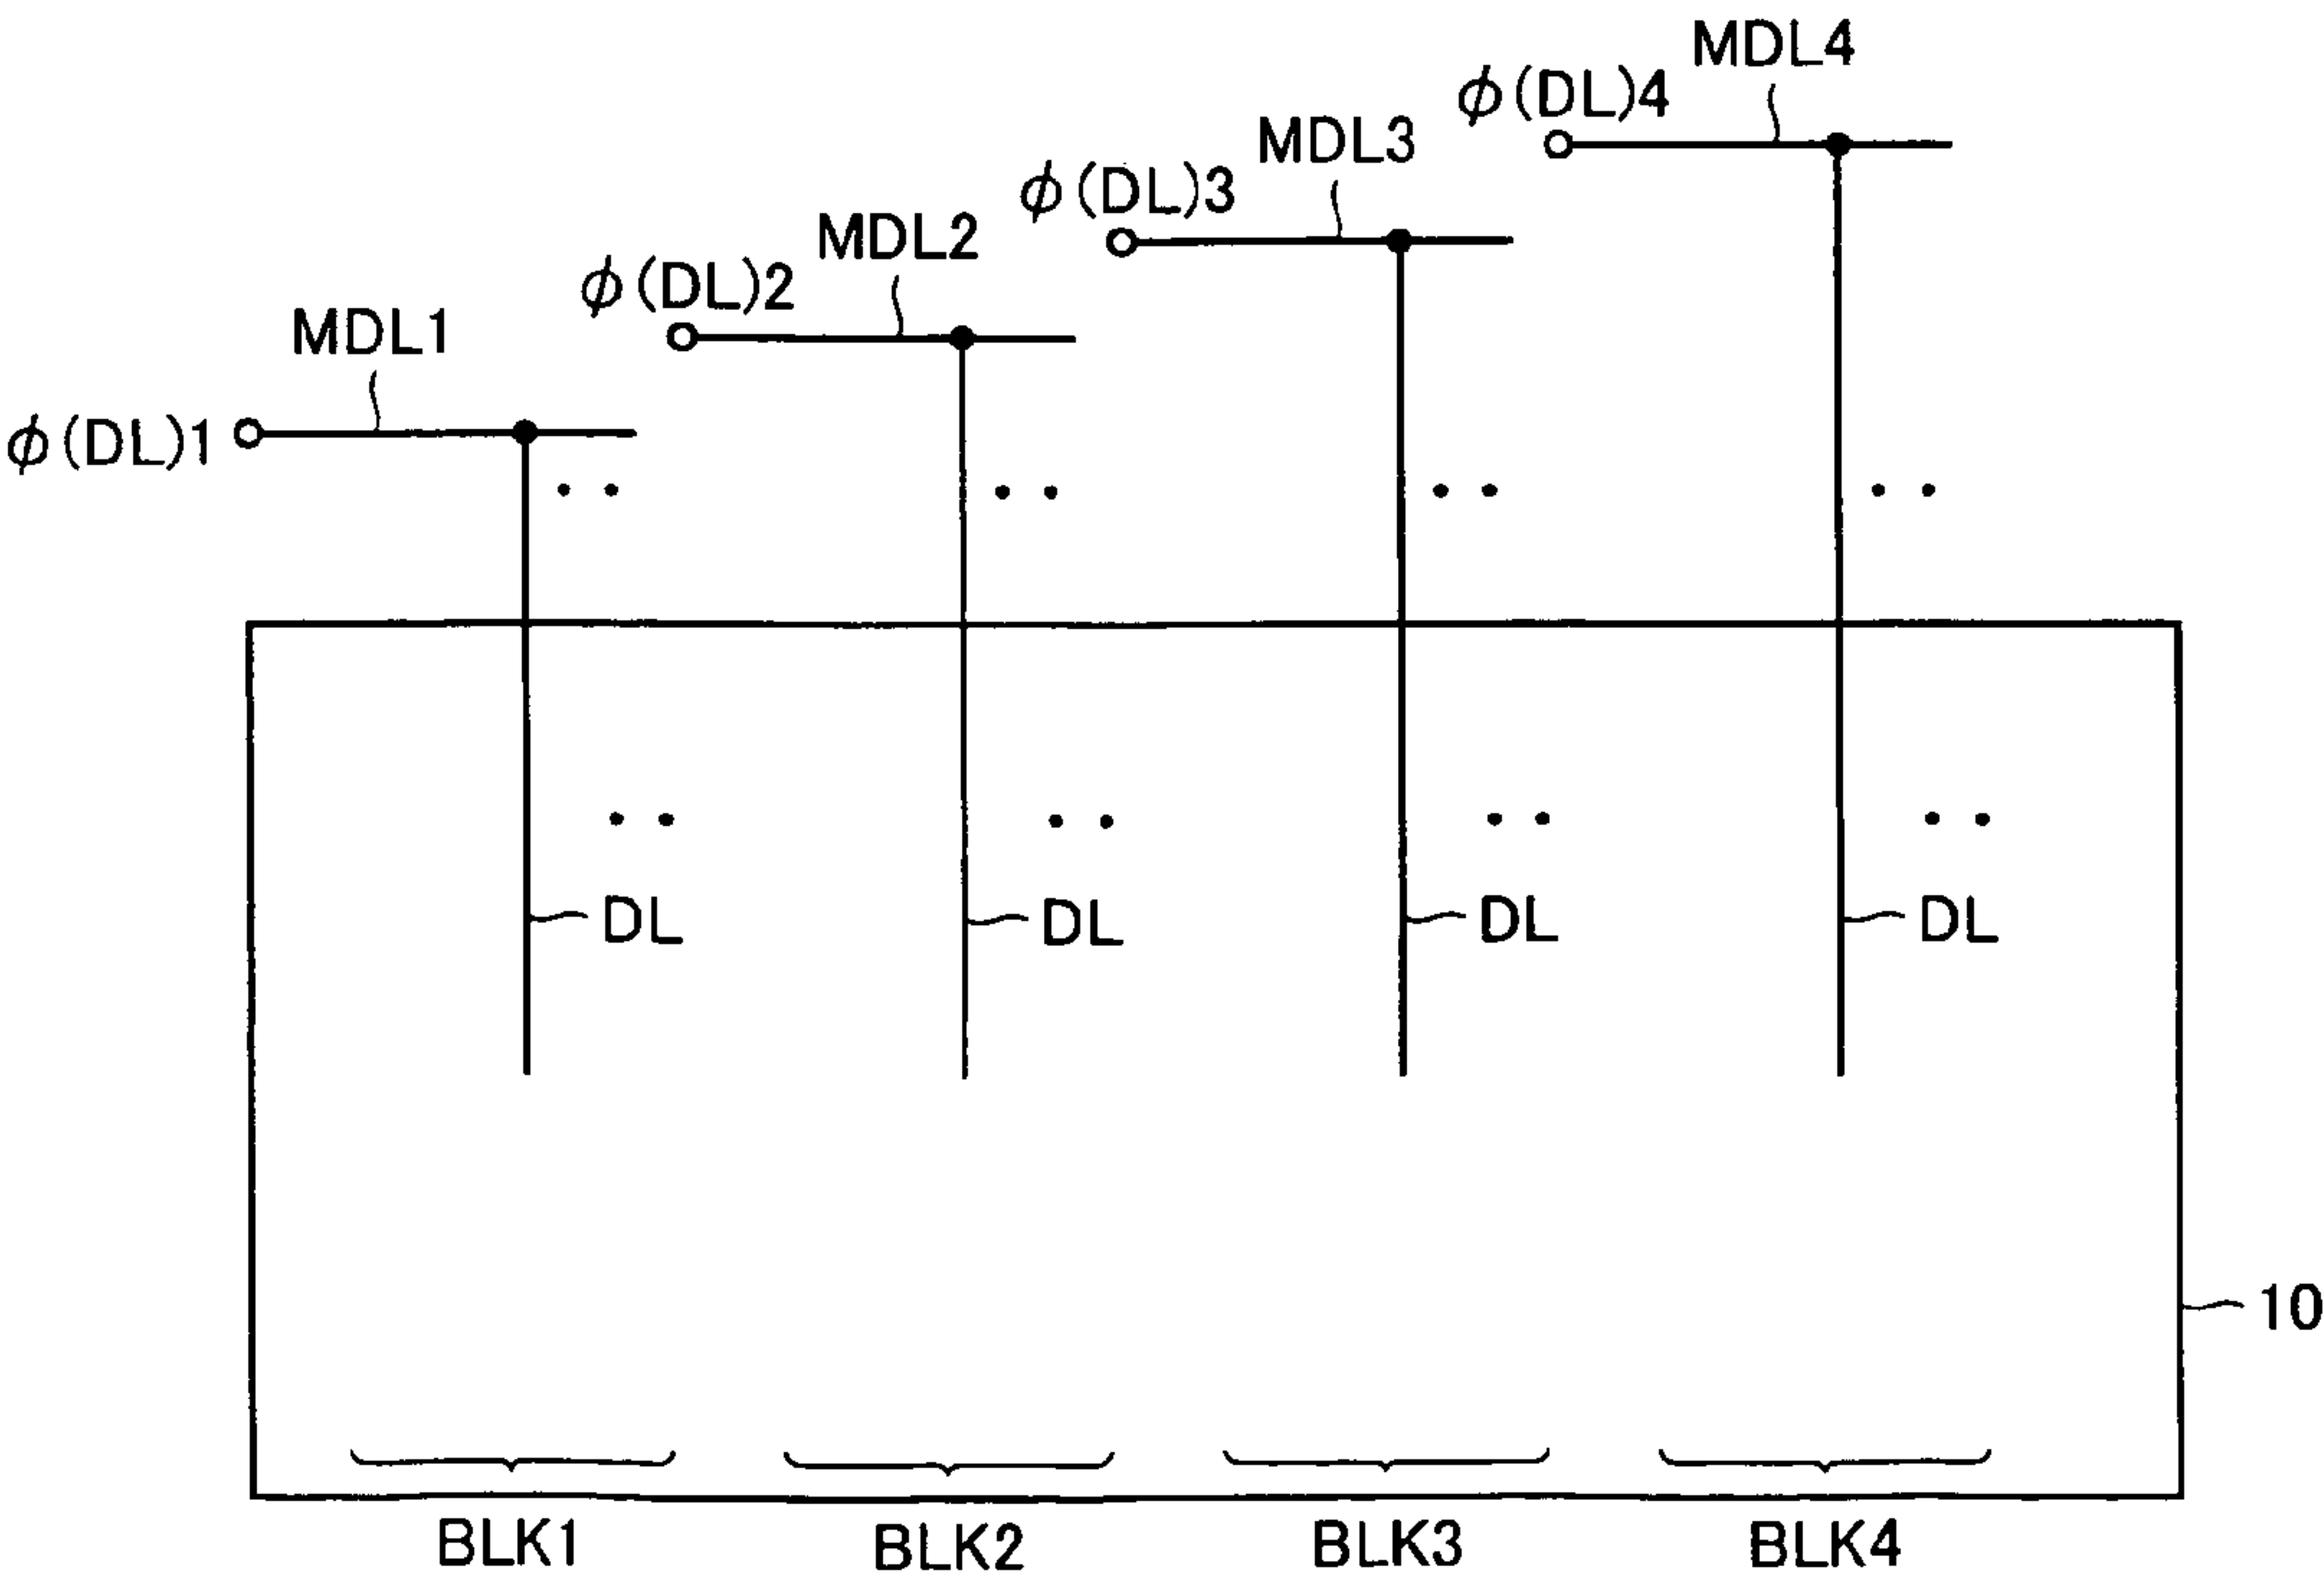 MDL4
ϕ(DL)4
MDL3
ϕ(DL)3
MDL2
ϕ(DL)2
MDL1
ϕ(DL)1
DL
DL
DL
DL
10
BLK1
BLK2
BLK3
BLK4